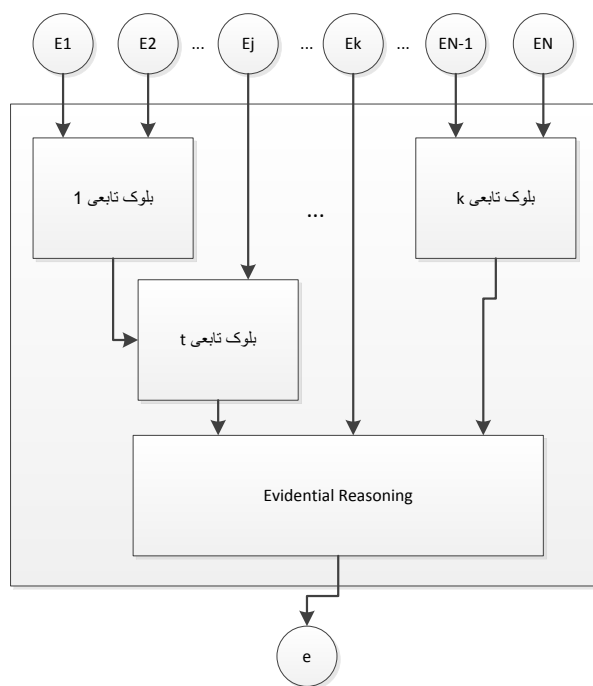 E1 E2 ... Ej ... Ek ... EN-1 EN
بلوک تابعی 1
بلوک تابعی k
...
بلوک تابعی t
Evidential Reasoning
e